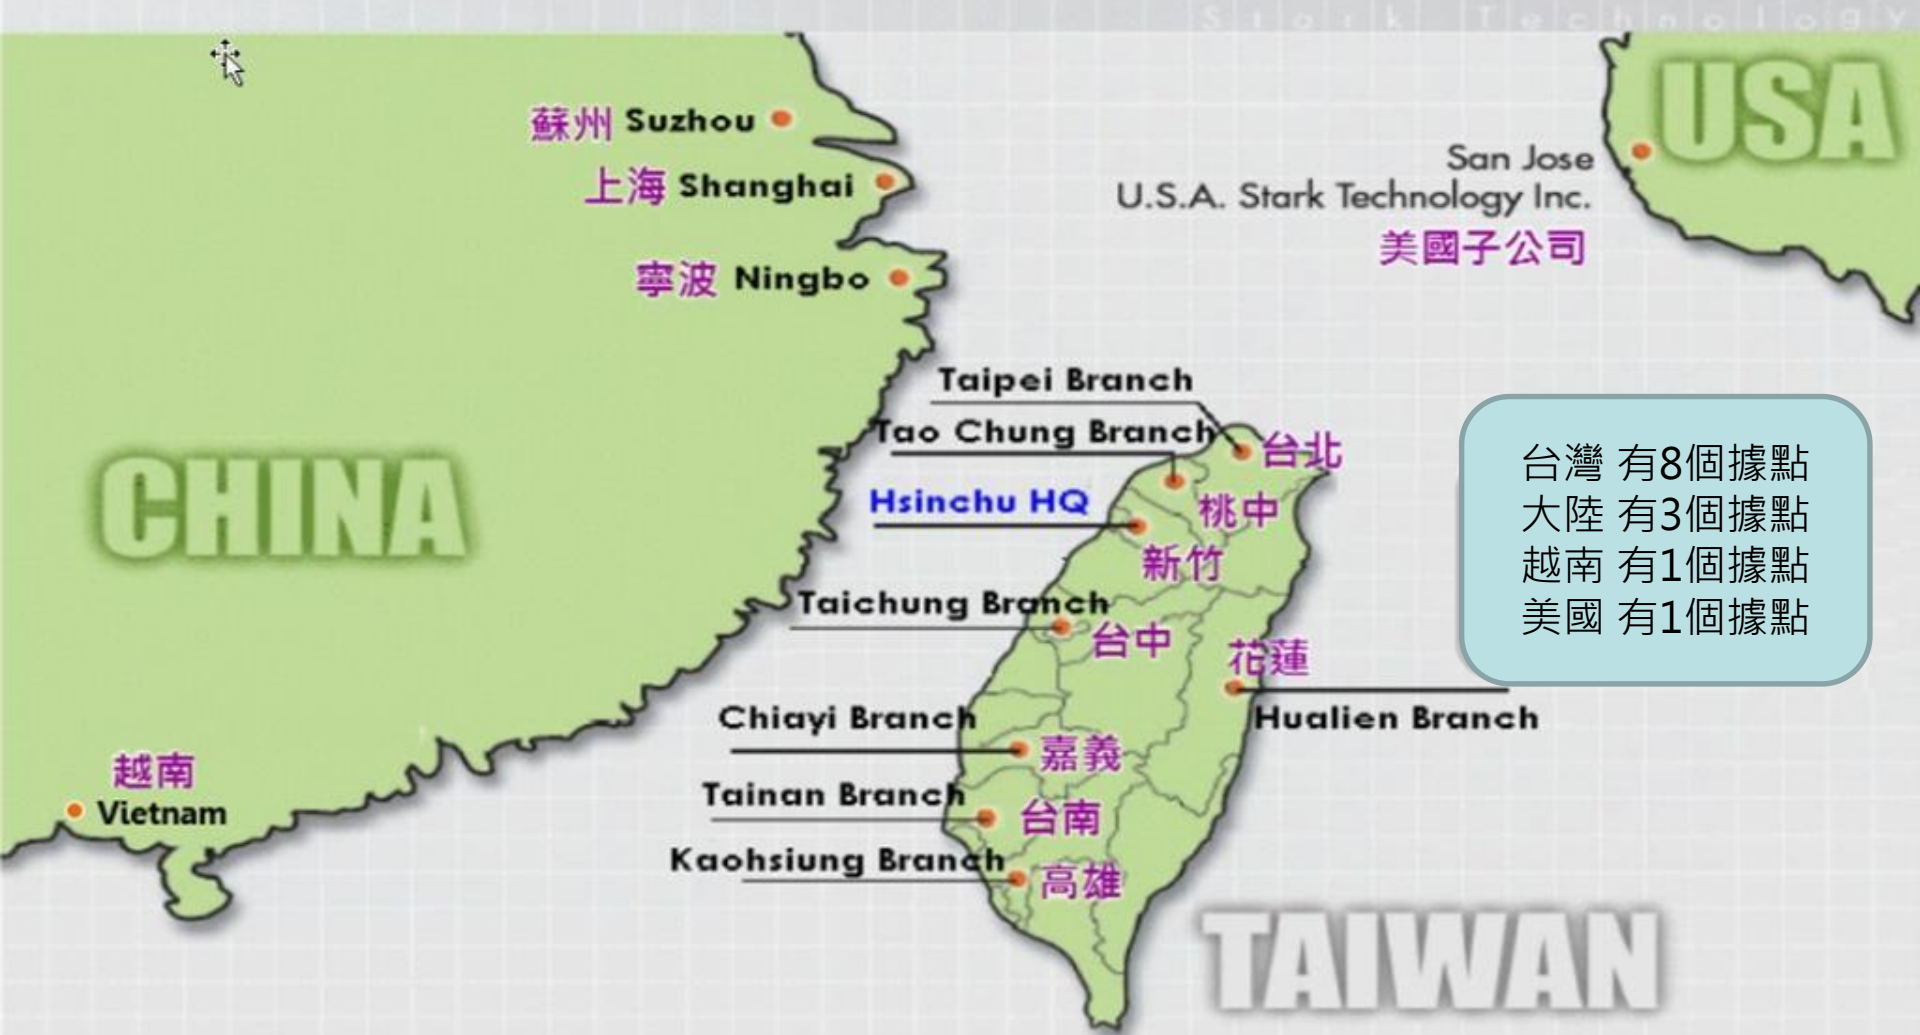 Stark Technology
USA
蘇州 Suzhou
上海 Shanghai
San Jose
U.S.A. Stark Technology Inc.
美國子公司
寧波 Ningbo
Taipei Branch
Tao Chung Branch
台北
Hsinchu HQ
桃中
新竹
CHINA
台灣 有8個據點
大陸 有3個據點
越南 有1個據點
美國 有1個據點
Taichung Branch
台中
花蓮
Hualien Branch
Chiayi Branch
嘉義
越南
Vietnam
Tainan Branch
台南
Kaohsiung Branch
高雄
TAIWAN